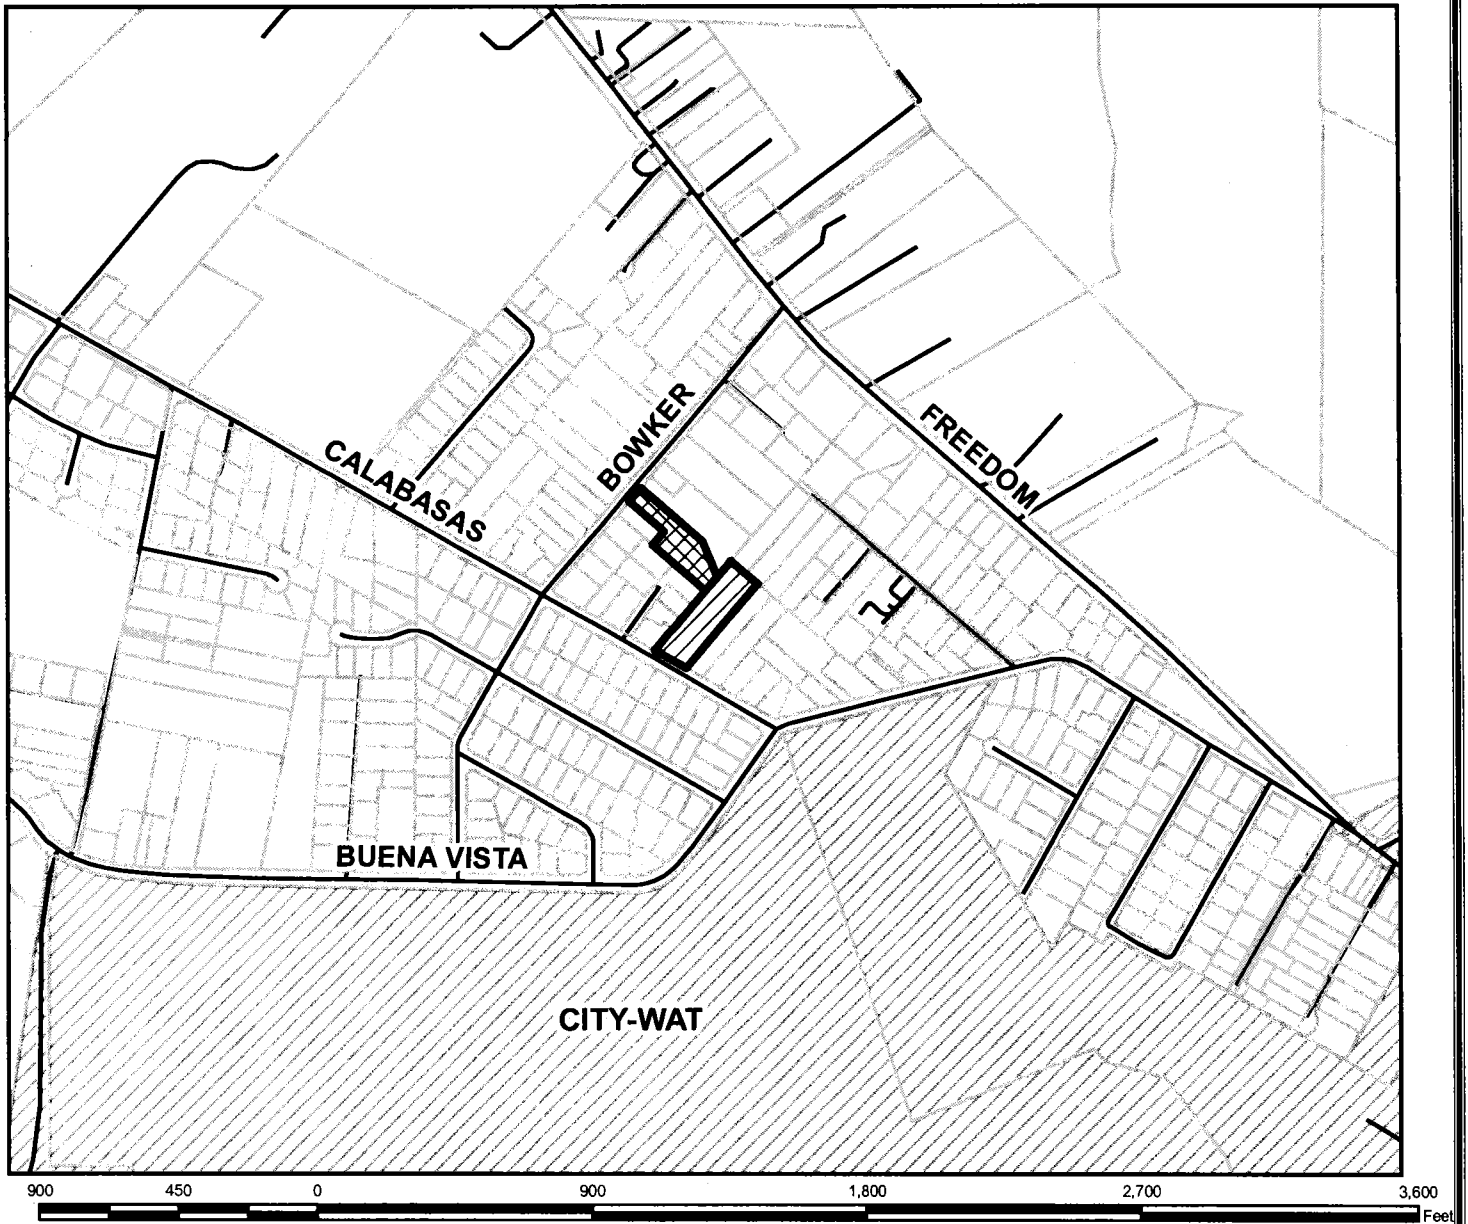 BOWKER
FREEDOM
CALABASAS
BUENA VISTA
CITY-WAT
900 450 0 900 1,800 2,700 3,600
Feet